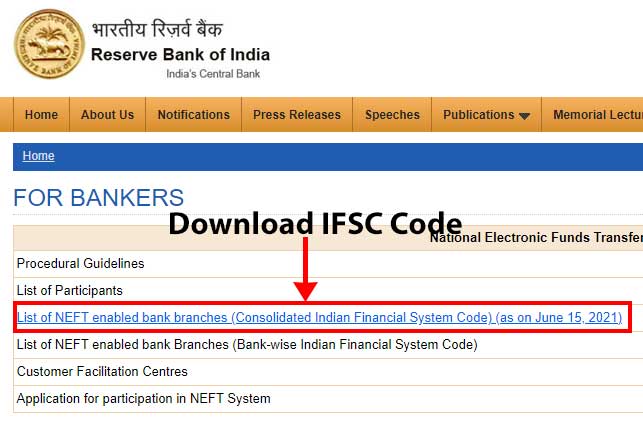 भारतीय रिज़र्व बैंक
Reserve Bank of India
India's Central Bank
Home About Us Notifications Press Releases Speeches Publications Memorial Lectu
Home
FOR BANKERS
Download IFSC Code
National Electronic Funds Transfer
Procedural Guidelines
List of Participants
List of NEFT enabled bank branches (Consolidated Indian Financial System Code) (as on June 15, 2021)
List of NEFT enabled bank Branches (Bank-wise Indian Financial System Code)
Customer Facilitation Centres
Application for participation in NEFT System